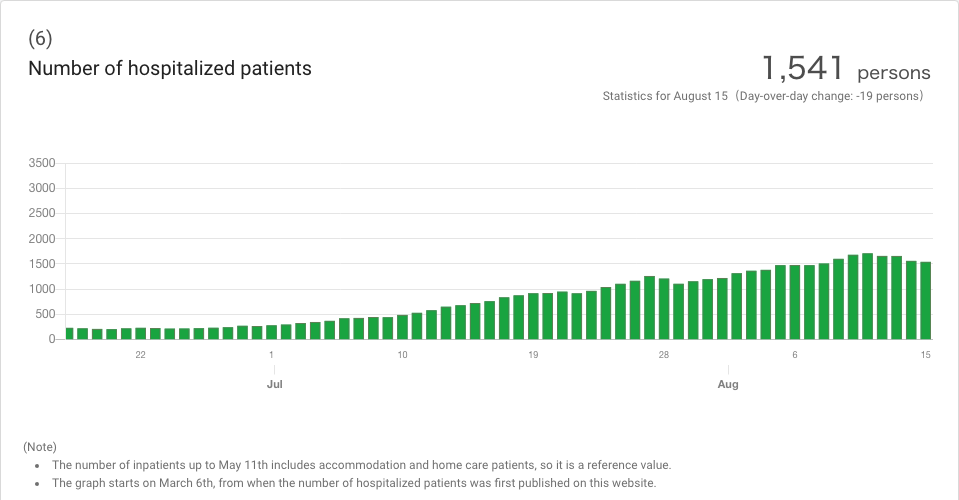 (6)
Number of hospitalized patients
1,541 persons
Statistics for August 15（Day-over-day change: -19 persons）
3500
3000
2500
2000
1500
1000
500
0
22 1 10 19 28 6 15
Jul Aug
(Note)
• The number of inpatients up to May 11th includes accommodation and home care patients, so it is a reference value.
• The graph starts on March 6th, from when the number of hospitalized patients was first published on this website.